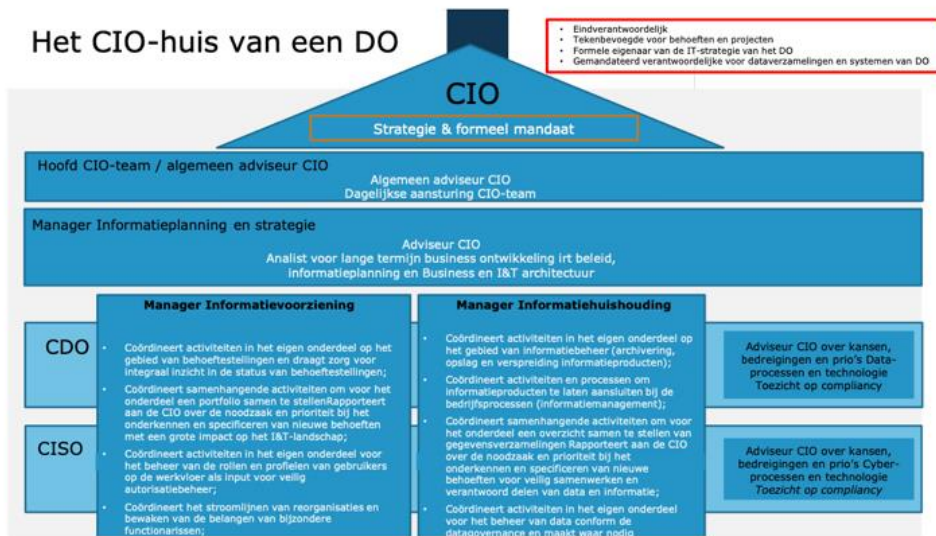 Het CIO-huis van een DO
• Eindverantwoordelijk
• Tekenbevoegde voor behoeften en projecten
• Formele eigenaar van de IT-strategie van het DO
• Gemandateerd verantwoordelijke voor dataverzamelingen en systemen van DO
CIO
Strategie & formeel mandaat
Hoofd CIO-team / algemeen adviseur CIO
Algemeen adviseur CIO
Dagelijkse aansturing CIO-team
Manager Informatieplanning en strategie
Adviseur CIO
Analist voor lange termijn business ontwikkeling irt beleid,
informatieplanning en Business en I&T architectuur
CDO
CISO
Manager Informatievoorziening
• Coördineert activiteiten in het eigen onderdeel op het
gebied van behoeftestellingen en draagt zorg voor
integraal inzicht in de status van behoeftestellingen;
• Coördineert samenhangende activiteiten om voor het
onderdeel een portfolio samen te stellenRapporteert
aan de CIO over de noodzaak en prioriteit bij het
onderkennen en specificeren van nieuwe behoeften
met een grote impact op het I&T-landschap;
• Coördineert activiteiten in het eigen onderdeel voor
het beheer van de rollen en profielen van gebruikers
op de werkvloer als input voor veilig
autorisatiebeheer;
• Coördineert het stroomlijnen van reorganisaties en
bewaken van de belangen van bijzondere
functionarissen;
Manager Informatiehuishouding
• Coördineert activiteiten in het eigen onderdeel op
het gebied van informatiebeheer (archivering,
opslag en verspreiding informatieproducten);
• Coördineert activiteiten en processen om
informatieproducten te laten aansluiten bij de
bedrijfsprocessen (informatiemanagement);
• Coördineert samenhangende activiteiten om voor
het onderdeel een overzicht samen te stellen van
gegevensverzamelingen Rapporteert aan de CIO
over de noodzaak en prioriteit bij het
onderkennen en specificeren van nieuwe
behoeften voor veilig samenwerken en
verantwoord delen van data en informatie;
• Coördineert activiteiten in het eigen onderdeel
voor het beheer van data conform de
datagovernance en maakt waar nodig
Adviseur CIO over kansen,
bedreigingen en prio's Data-
processen en technologie
Toezicht op compliancy
Adviseur CIO over kansen,
bedreigingen en prio's Cyber-
processen en technologie
Toezicht op compliancy